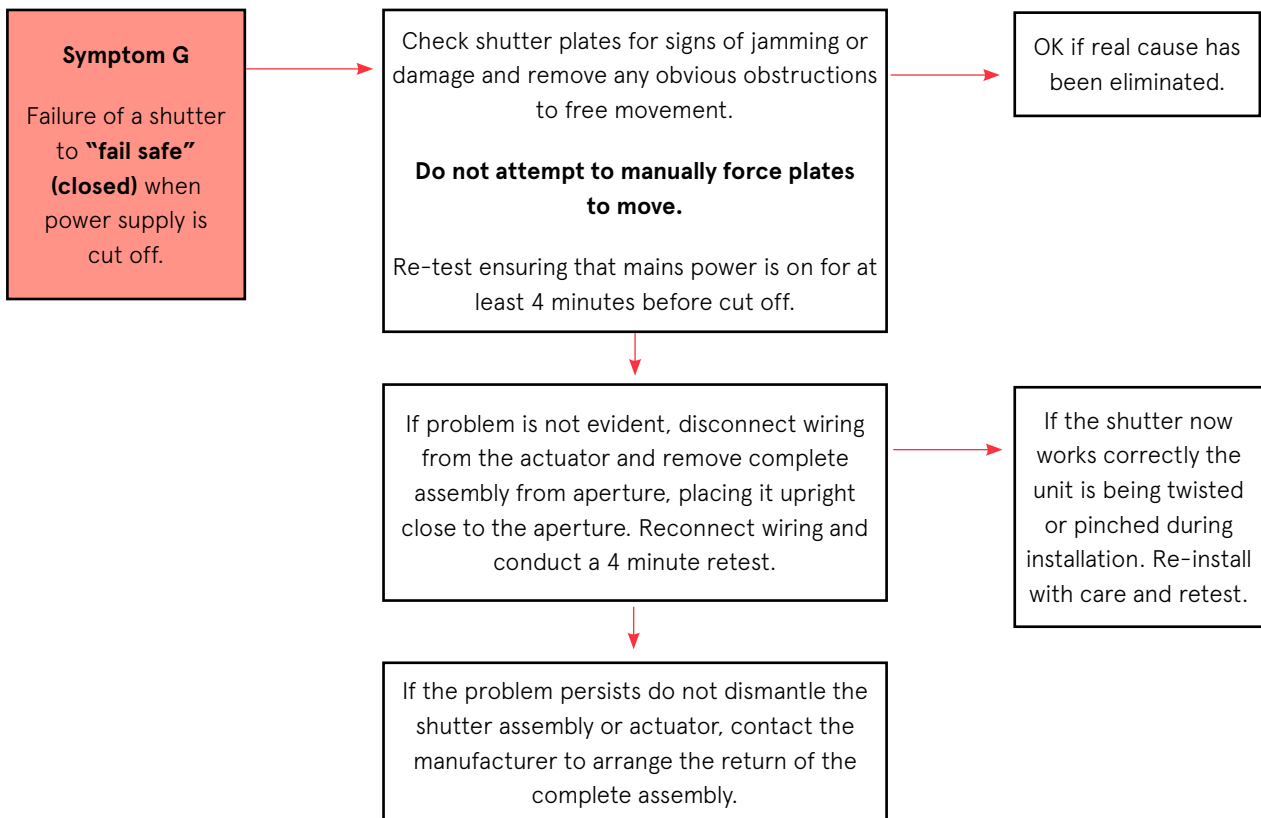 Symptom G
Failure of a shutter
to “fail safe”
(closed) when
power supply is
cut off.
Check shutter plates for signs of jamming or
damage and remove any obvious obstructions
to free movement.
Do not attempt to manually force plates
to move.
Re-test ensuring that mains power is on for at
least 4 minutes before cut off.
OK if real cause has
been eliminated.
If problem is not evident, disconnect wiring
from the actuator and remove complete
assembly from aperture, placing it upright
close to the aperture. Reconnect wiring and
conduct a 4 minute retest.
If the shutter now
works correctly the
unit is being twisted
or pinched during
installation. Re-install
with care and retest.
If the problem persists do not dismantle the
shutter assembly or actuator, contact the
manufacturer to arrange the return of the
complete assembly.